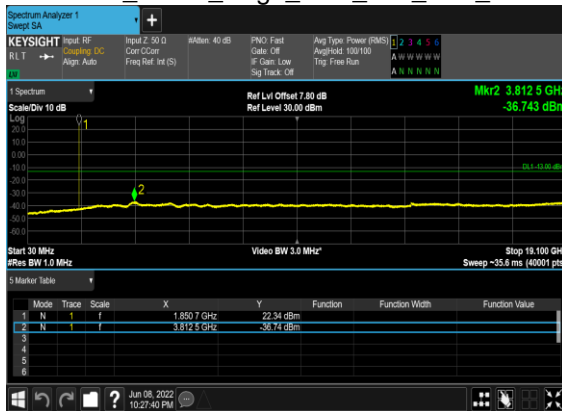 Spectrum Analyzer 1
Swept SA
+
KEYSIGHT Input: RF
RLT
Coupling: DC
Align: Auto
LXI
Input Z: 50 Ω
Corr CCorr
Freq Ref: Int (S)
#Atten: 40 dB
PNO: Fast
Gate: Off
IF Gain: Low
Sig Track: Off
Avg Type: Power (RMS)
Avg|Hold: 100/100
Trig: Free Run
1 2 3 4 5 6
A W W W W W
A N N N N N
1 Spectrum
Scale/Div 10 dB
Ref Lvl Offset 7.80 dB
Ref Level 30.00 dBm
Mkr2 3.812 5 GHz
-36.743 dBm
Log
20.0
10.0
0.00
-10.0
-20.0
-30.0
-40.0
-50.0
-60.0
1
2
DL1 -13.00 dBm
Start 30 MHz
#Res BW 1.0 MHz
Video BW 3.0 MHz*
Stop 19.100 GH
Sweep ~35.6 ms (40001 pts
5 Marker Table
Mode Trace Scale X Y Function Function Width Function Value
1 N 1 f 1.850 7 GHz 22.34 dBm
2 N 1 f 3.812 5 GHz -36.74 dBm
3
4
5
6
?
Jun 08, 2022
10:27:40 PM